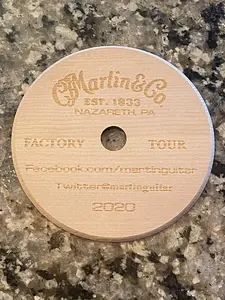 CFMartin&Co.
EST. 1833
NAZARETH, PA
FACTORY TOUR
Facebook.com/martinguitar
Twitter@martinguitar
2020